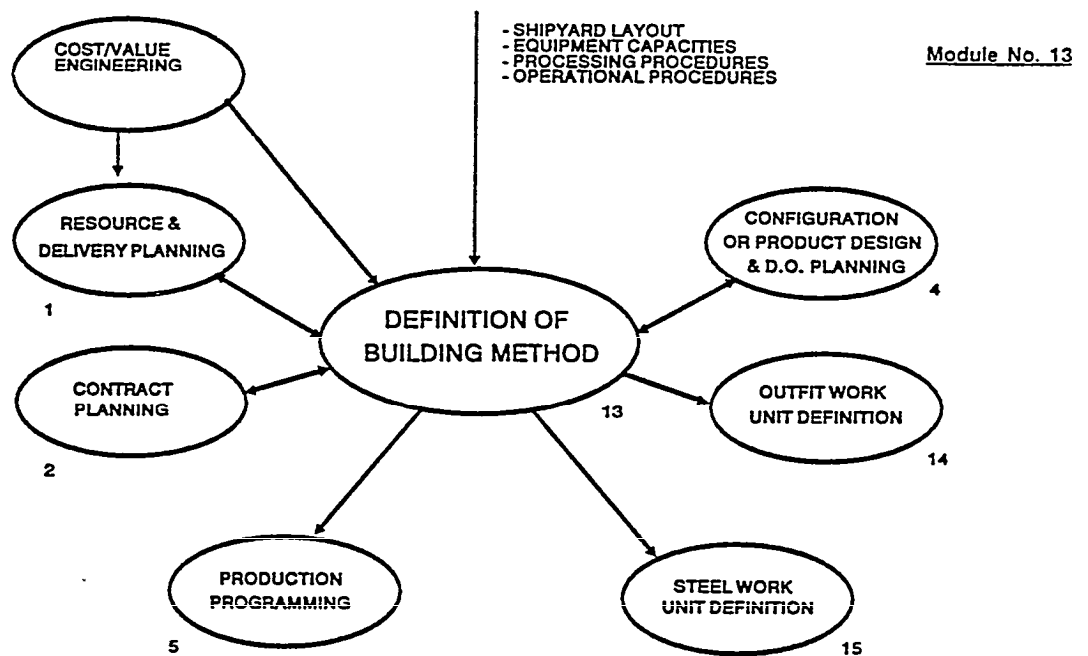 COST/VALUE
ENGINEERING
- SHIPYARD LAYOUT
- EQUIPMENT CAPACITIES
- PROCESSING PROCEDURES
- OPERATIONAL PROCEDURES
Module No. 13
RESOURCE &
DELIVERY PLANNING
1
CONFIGURATION
OR PRODUCT DESIGN
& D.O. PLANNING
4
DEFINITION OF
BUILDING METHOD
13
CONTRACT
PLANNING
2
OUTFIT WORK
UNIT DEFINITION
14
PRODUCTION
PROGRAMMING
5
STEEL WORK
UNIT DEFINITION
15